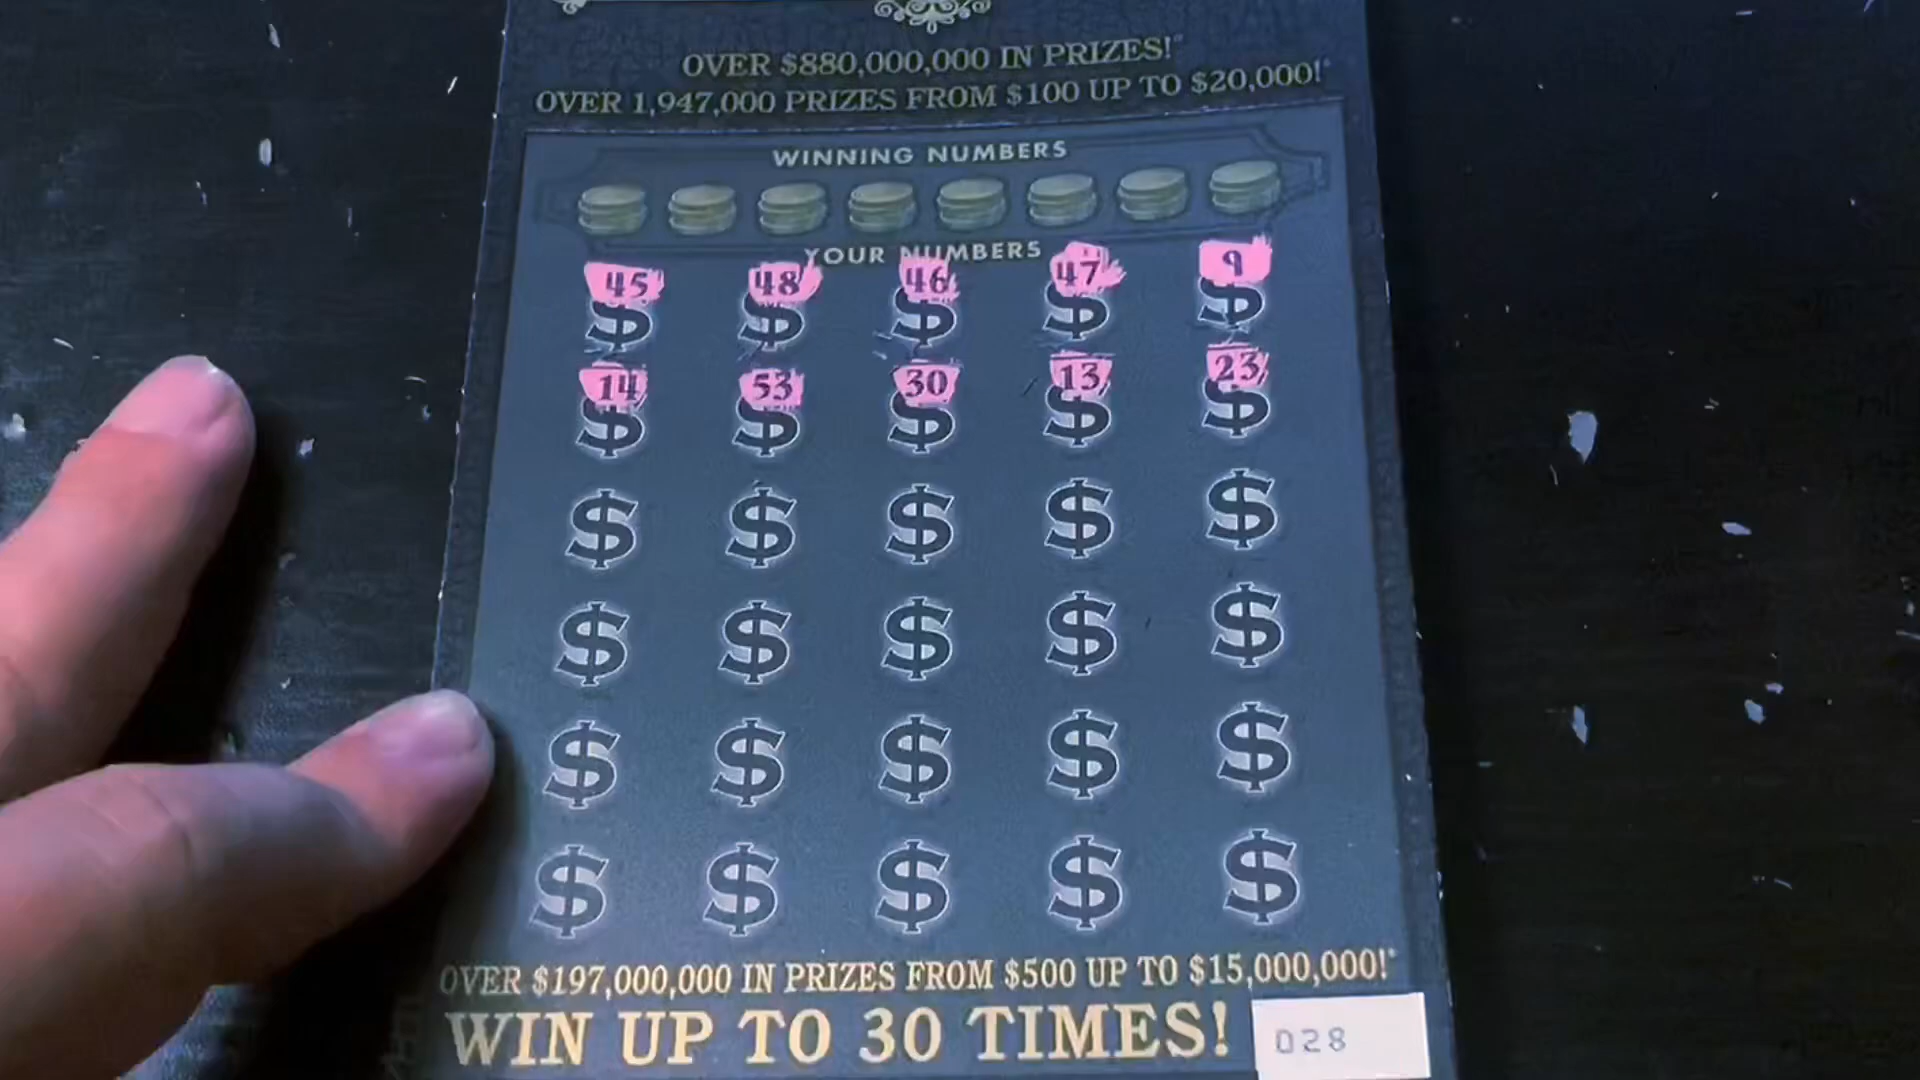 OVER $880,000,000 IN PRIZES!*
OVER 1,947,000 PRIZES FROM $100 UP TO $20,000!*
WINNING NUMBERS
YOUR NUMBERS
45 48 46 47 9
$ $ $ $ $
14 53 30 13 23
$ $ $ $ $
$ $ $ $ $
$ $ $ $ $
$ $ $ $ $
$ $ $ $ $
OVER $197,000,000 IN PRIZES FROM $500 UP TO $15,000,000!*
WIN UP TO 30 TIMES!
028